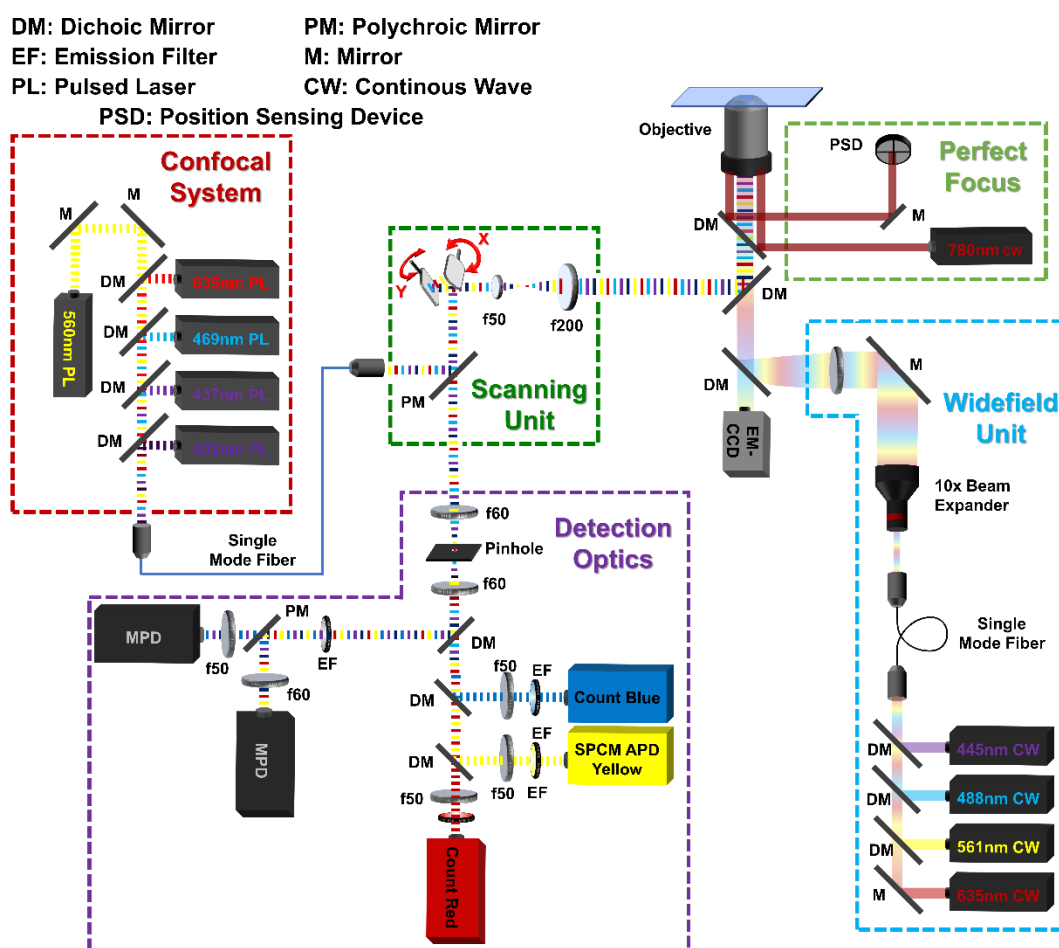 DM: Dichoic Mirror
PM: Polychroic Mirror
EF: Emission Filter
M: Mirror
PL: Pulsed Laser
CW: Continous Wave
PSD: Position Sensing Device
Confocal
System
M
M
DM
635nm PL
560nm PL
DM
469nm PL
DM
437nm PL
DM
402nm PL
Single
Mode Fiber
X
Y
f50
f200
PM
Scanning
Unit
Objective
DM
DM
DM
EM-
CCD
PSD
M
Perfect
Focus
780nm cw
M
Widefield
Unit
10x Beam
Expander
Single
Mode Fiber
DM
445nm CW
DM
488nm CW
DM
561nm CW
M
635nm CW
f60
Pinhole
f60
Detection
Optics
MPD
f50
PM
EF
f60
MPD
DM
DM
f50
EF
Count Blue
DM
f50
EF
SPCM APD
Yellow
f50
Count Red